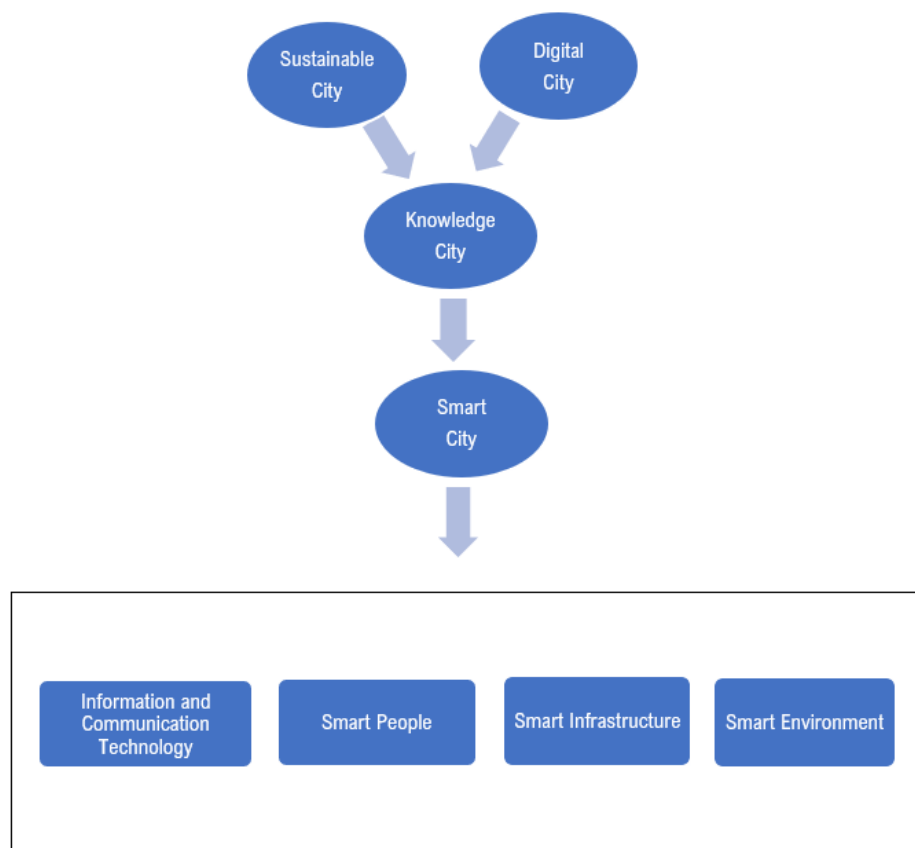 Sustainable
City
Digital
City
Knowledge
City
Smart
City
Information and
Communication
Technology
Smart People
Smart Infrastructure
Smart Environment